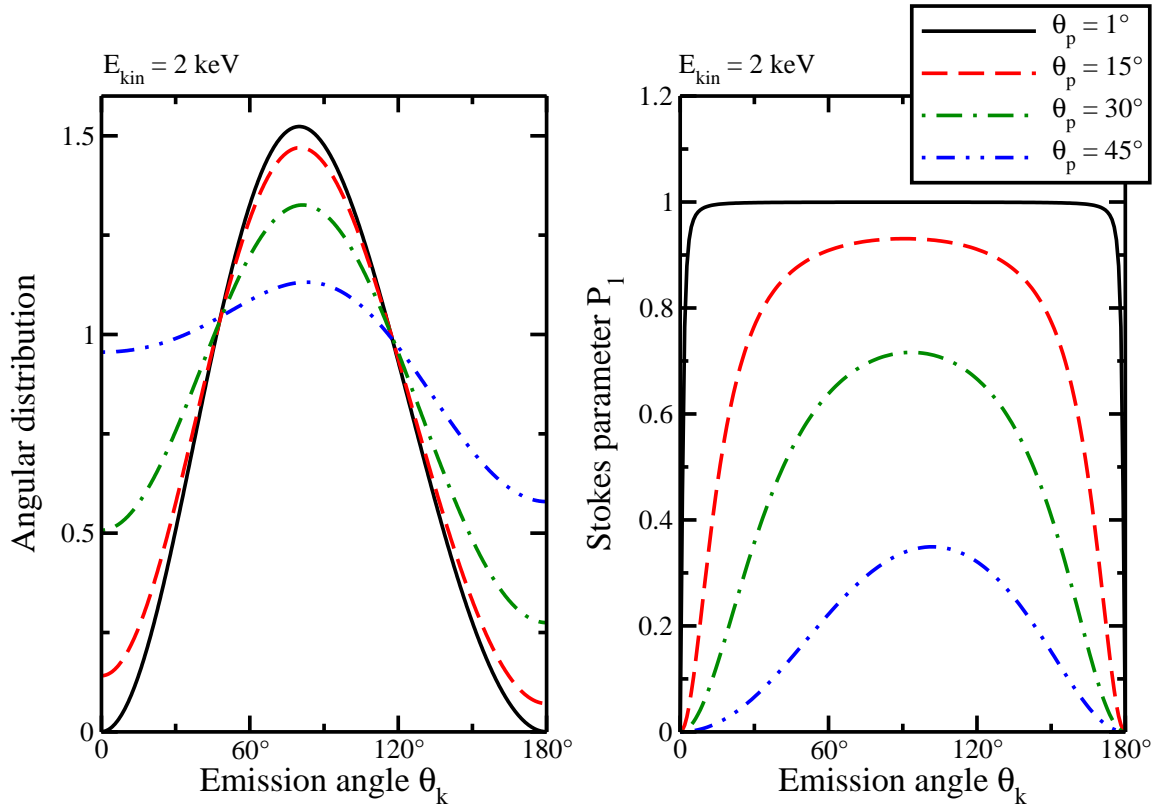 E_kin = 2 keV
Angular distribution
1.5
1
0.5
0
0 60° 120° 180°
Emission angle θ_k
E_kin = 2 keV
θ_p = 1°
θ_p = 15°
θ_p = 30°
θ_p = 45°
Stokes parameter P_1
1.2
1
0.8
0.6
0.4
0.2
0
0 60° 120° 180°
Emission angle θ_k